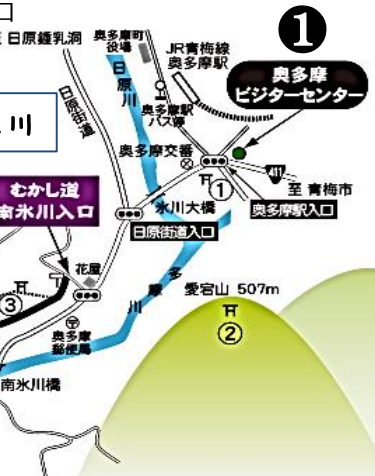 口
日原鍾乳洞
奥多摩町
役場
JR青梅線
奥多摩駅
❶
日原街道
日原川
奥多摩駅
バス停
奥多摩
ビジターセンター
川
奥多摩交番
①
411
至 青梅市
むかし道
南氷川入口
氷川大橋
奥多摩駅入口
日原街道入口
花屋
多摩川
愛宕山 507m
③
②
奥多摩
郵便局
南氷川橋